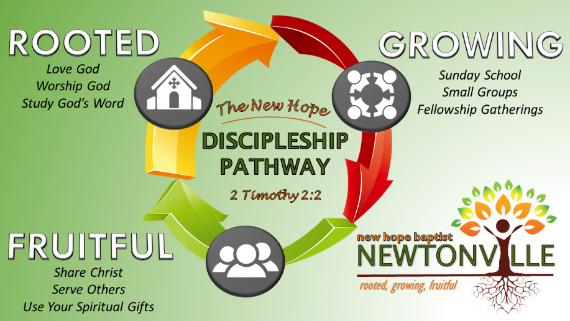 ROOTED
Love God
Worship God
Study God's Word
GROWING
Sunday School
Small Groups
Fellowship Gatherings
The New Hope
DISCIPLESHIP
PATHWAY
2 Timothy 2:2
FRUITFUL
Share Christ
Serve Others
Use Your Spiritual Gifts
new hope baptist
NEWTONVILLE
rooted, growing, fruitful